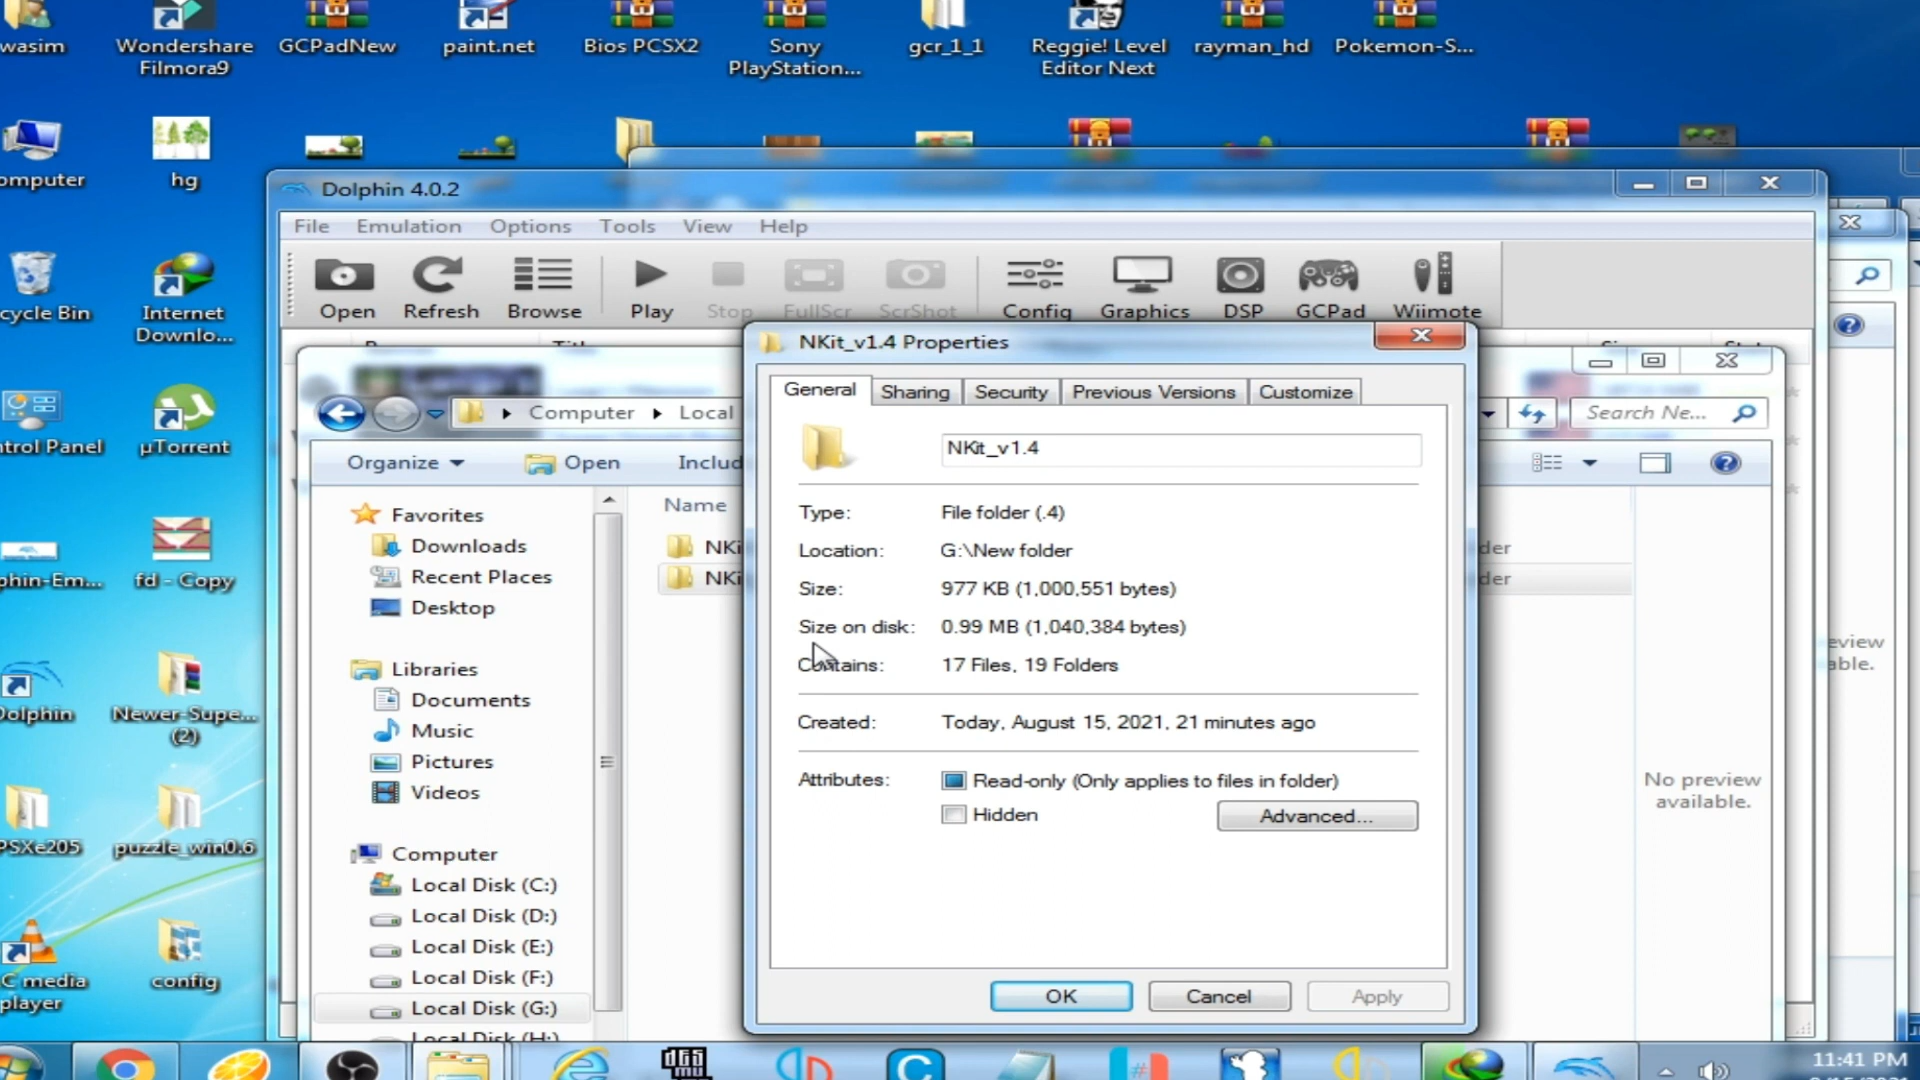 wasim
Wondershare
Filmora9
GCPadNew
paint.net
Bios PCSX2
Sony
PlayStation...
gcr_1_1
Reggie! Level
Editor Next
rayman_hd
Pokemon-S...
omputer
hg
Dolphin 4.0.2
File Emulation Options Tools View Help
Open Refresh Browse Play Stop FullScr ScrShot Config Graphics DSP GCPad Wiimote
cycle Bin
Internet
Downlo...
NKit_v1.4 Properties
General Sharing Security Previous Versions Customize
Computer Local
Search Ne...
Organize Open Includ
NKit_v1.4
Name
Type: File folder (.4)
Location: G:\New folder
Size: 977 KB (1,000,551 bytes)
Size on disk: 0.99 MB (1,040,384 bytes)
Contains: 17 Files, 19 Folders
Created: Today, August 15, 2021, 21 minutes ago
Attributes: Read-only (Only applies to files in folder)
Hidden
Advanced...
OK Cancel Apply
NKi
der
NKi
der
Favorites
Downloads
Recent Places
Desktop
Libraries
Documents
Music
Pictures
Videos
Computer
Local Disk (C:)
Local Disk (D:)
Local Disk (E:)
Local Disk (F:)
Local Disk (G:)
Local Disk (H:)
No preview
available.
eview
able.
ntrol Panel
µTorrent
phin-Em...
fd - Copy
Dolphin
Newer-Supe...
(2)
PSXe205
puzzle_win0.6
C media
player
config
11:41 PM